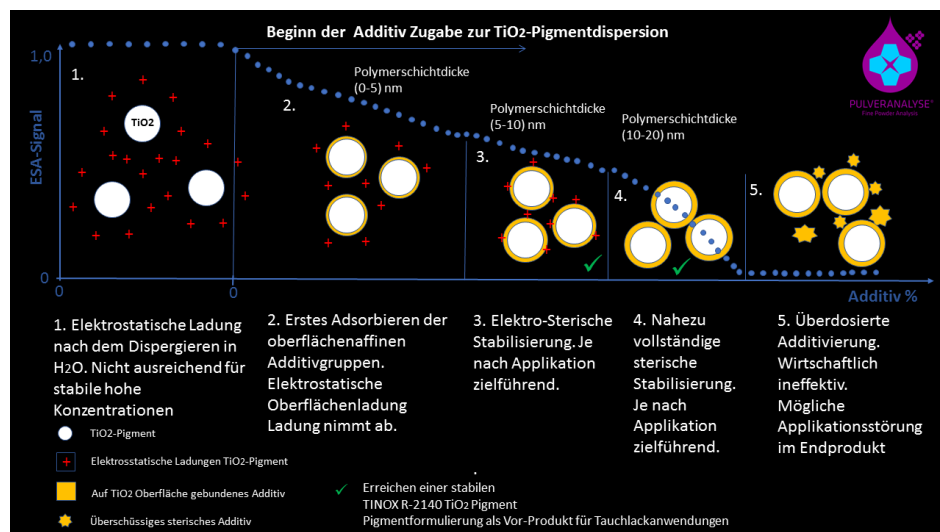 Beginn der Additiv Zugabe zur TiO2-Pigmentdispersion
PULVERANALYSE
Fine Powder Analysis
ESA-Signal
1,0
0
1.
TiO2
2.
Polymerschichtdicke
(0-5) nm
Polymerschichtdicke
(5-10) nm
3.
Polymerschichtdicke
(10-20) nm
4.
5.
0
0
Additiv %
1. Elektrostatische Ladung
nach dem Dispergieren in
H2O. Nicht ausreichend für
stabile hohe
Konzentrationen
2. Erstes Adsorbieren der
oberflächenaffinen
Additivgruppen.
Elektrostatische
Oberflächenladung
Ladung nimmt ab.
3. Elektro-Sterische
Stabilisierung. Je
nach Applikation
zielführend.
4. Nahezu
vollständige
sterische
Stabilisierung.
Je nach
Applikation
zielführend.
5. Überdosierte
Additivierung.
Wirtschaftlich
ineffektiv.
Mögliche
Applikationsstörung
im Endprodukt
TiO2-Pigment
Elektrosstatische Ladungen TiO2-Pigment
Auf TiO2 Oberfläche gebundenes Additiv
Überschüssiges sterisches Additiv
.
Erreichen einer stabilen
TINOX R-2140 TiO2 Pigment
Pigmentformulierung als Vor-Produkt für Tauchlackanwendungen